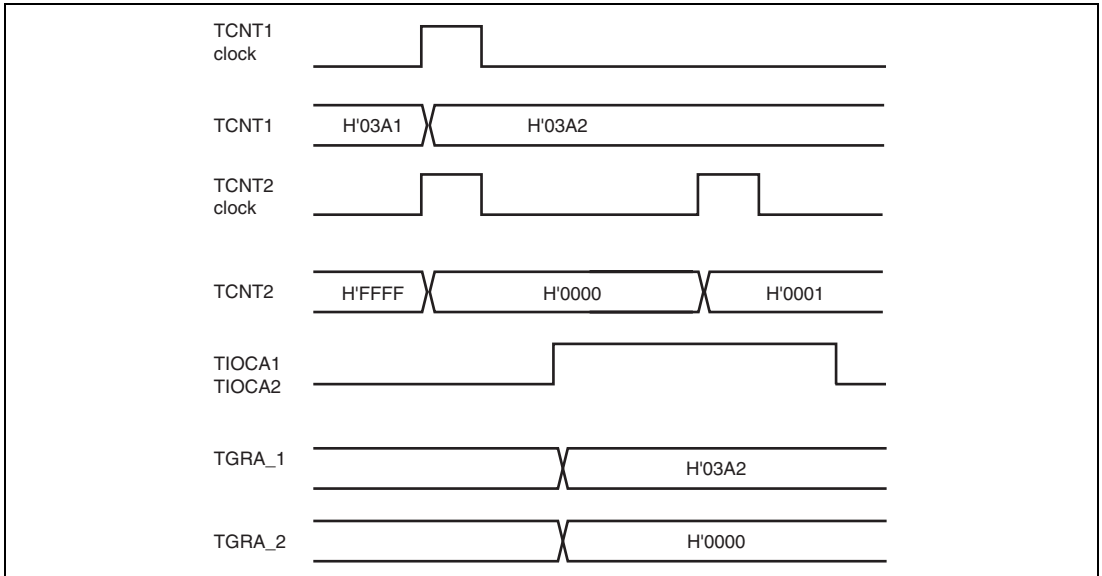 TCNT1
clock
TCNT1
H'03A1
H'03A2
TCNT2
clock
TCNT2
H'FFFF
H'0000
H'0001
TIOCA1
TIOCA2
TGRA_1
H'03A2
TGRA_2
H'0000